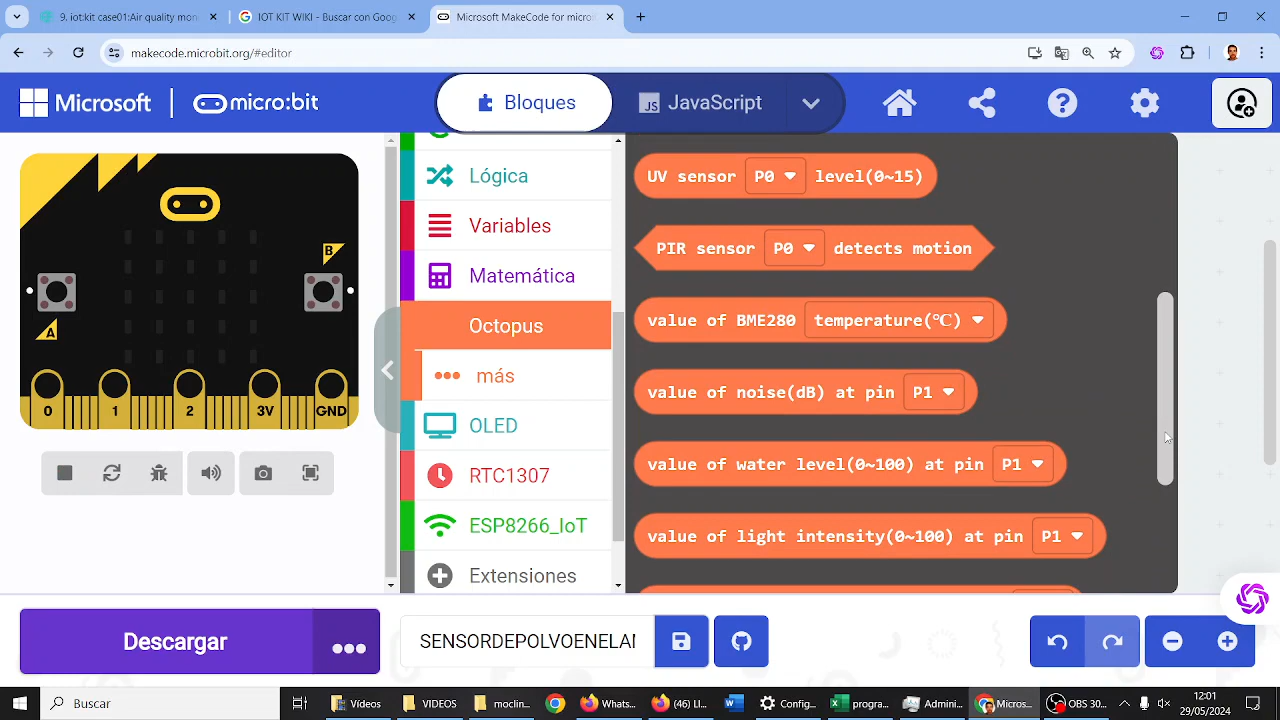 9. iot:kit case01:Air quality mon
IOT KIT WIKI - Buscar con Goog
Microsoft MakeCode for micro
makecode.microbit.org/#editor
Microsoft
micro:bit
Bloques
JS
JavaScript
Lógica
Variables
Matemática
Octopus
más
OLED
RTC1307
ESP8266_IoT
Extensiones
UV sensor P0 level(0~15)
PIR sensor P0 detects motion
value of BME280 temperature(℃)
value of noise(dB) at pin P1
value of water level(0~100) at pin P1
value of light intensity(0~100) at pin P1
B
A
0 1 2 3V GND
Descargar
SENSORDEPOLVOENELAI
Buscar
Vídeos
VIDEOS
moclin...
Whats...
(46) LI...
Config...
progra...
Admini...
Micros...
OBS 30...
12:01
29/05/2024